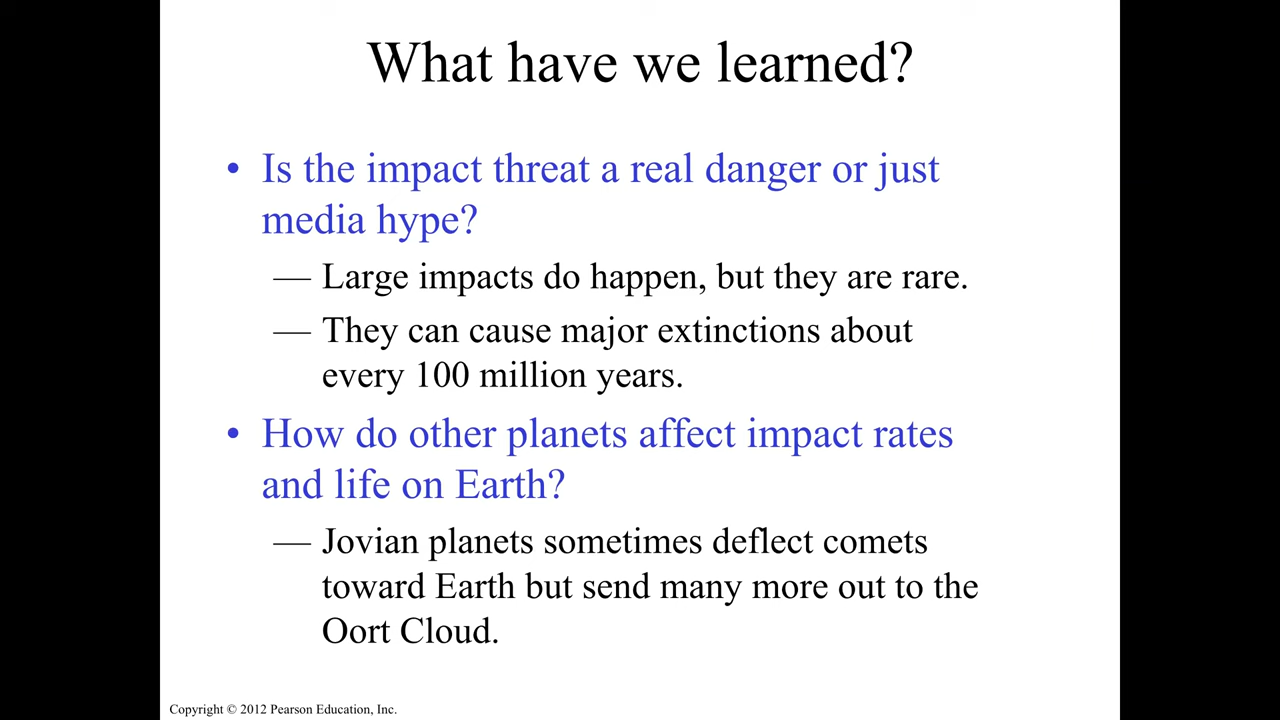 What have we learned?
• Is the impact threat a real danger or just
media hype?
— Large impacts do happen, but they are rare.
— They can cause major extinctions about
every 100 million years.
• How do other planets affect impact rates
and life on Earth?
— Jovian planets sometimes deflect comets
toward Earth but send many more out to the
Oort Cloud.
Copyright © 2012 Pearson Education, Inc.